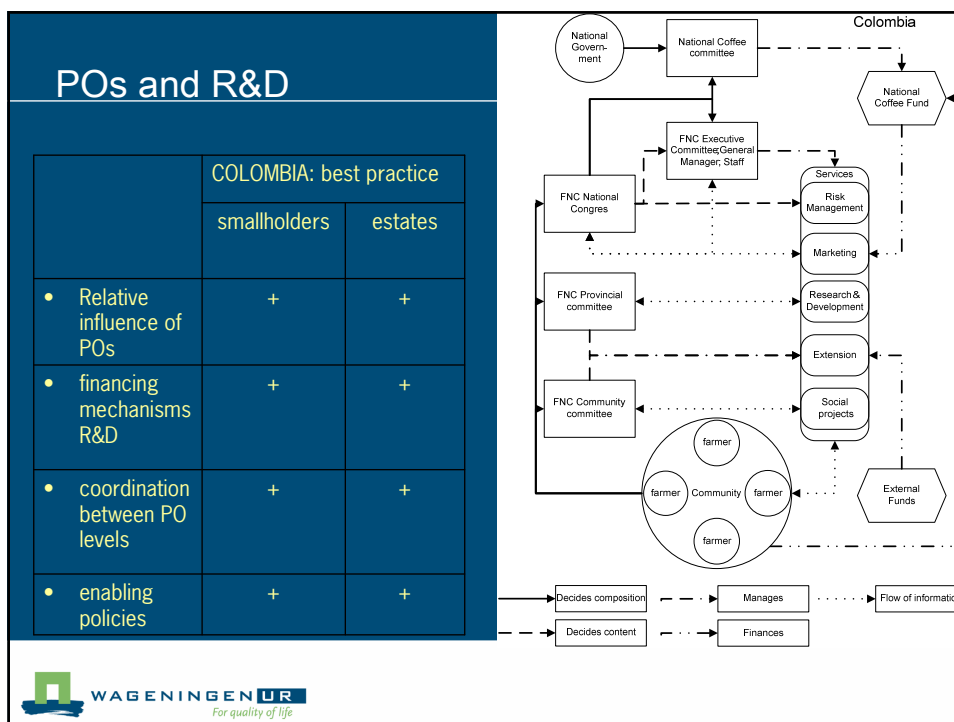 POs and R&D
COLOMBIA: best practice
smallholders
estates
• Relative
influence of
POs
+
+
• financing
mechanisms
R&D
+
+
• coordination
between PO
levels
+
+
• enabling
policies
+
+
WAGENINGEN UR
For quality of life
Colombia
National
Govern-
ment
National Coffee
committee
National
Coffee Fund
FNC Executive
Committee;General
Manager; Staff
FNC National
Congres
FNC Provincial
committee
FNC Community
committee
Services
Risk
Management
Marketing
Research&
Development
Extension
Social
projects
farmer
farmer
Community
farmer
farmer
External
Funds
Decides composition
Manages
Flow of informatio
Decides content
Finances